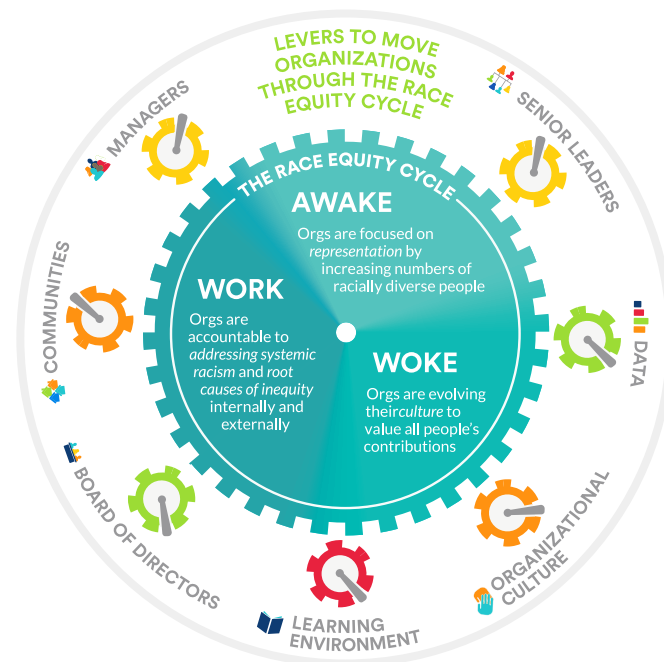 LEVERS TO MOVE
ORGANIZATIONS
THROUGH THE RACE
EQUITY CYCLE
THE RACE EQUITY CYCLE
AWAKE
Orgs are focused on
representation by
increasing numbers of
racially diverse people
WOKE
Orgs are evolving
theirculture to
value all people's
contributions
WORK
Orgs are
accountable to
addressing systemic
racism and root
causes of inequity
internally and
externally
SENIOR LEADERS
DATA
ORGANIZATIONAL
CULTURE
LEARNING
ENVIRONMENT
BOARD OF DIRECTORS
COMMUNITIES
MANAGERS